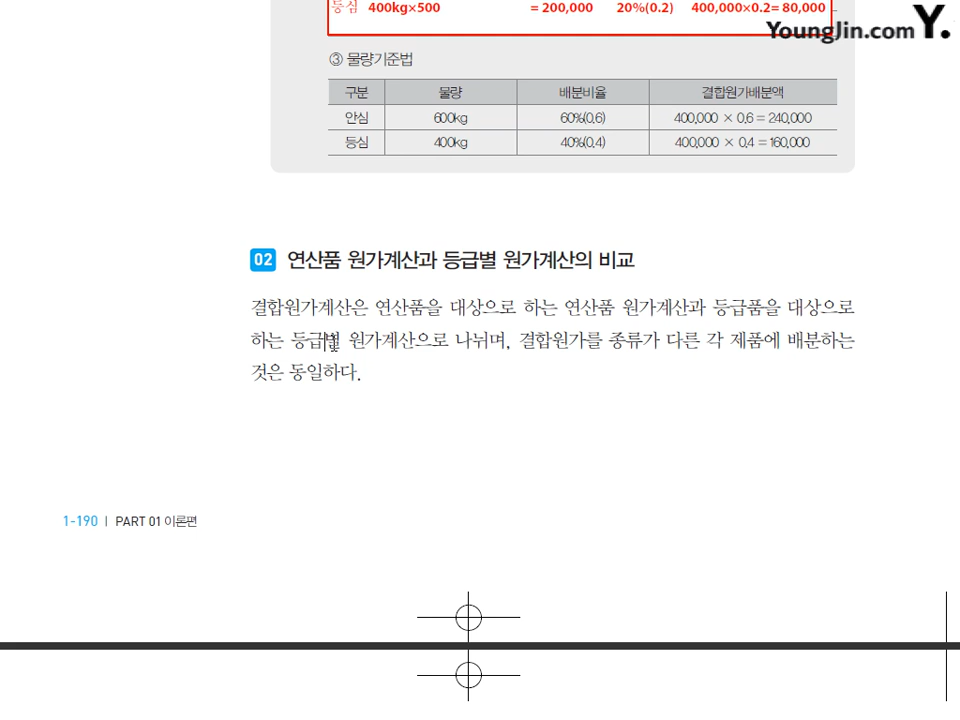 등심 400kg×500 = 200,000 20%(0.2) 400,000×0.2= 80,000
YoungJin.com Y.
③ 물량기준법
구분 물량 배분비율 결합원가배분액
안심 600kg 60%(0.6) 400,000 × 0.6 = 240,000
등심 400kg 40%(0.4) 400,000 × 0.4 = 160,000
02 연산품 원가계산과 등급별 원가계산의 비교
결합원가계산은 연산품을 대상으로 하는 연산품 원가계산과 등급품을 대상으로
하는 등급별 원가계산으로 나뉘며, 결합원가를 종류가 다른 각 제품에 배분하는
것은 동일하다.
1-190 | PART 01 이론편